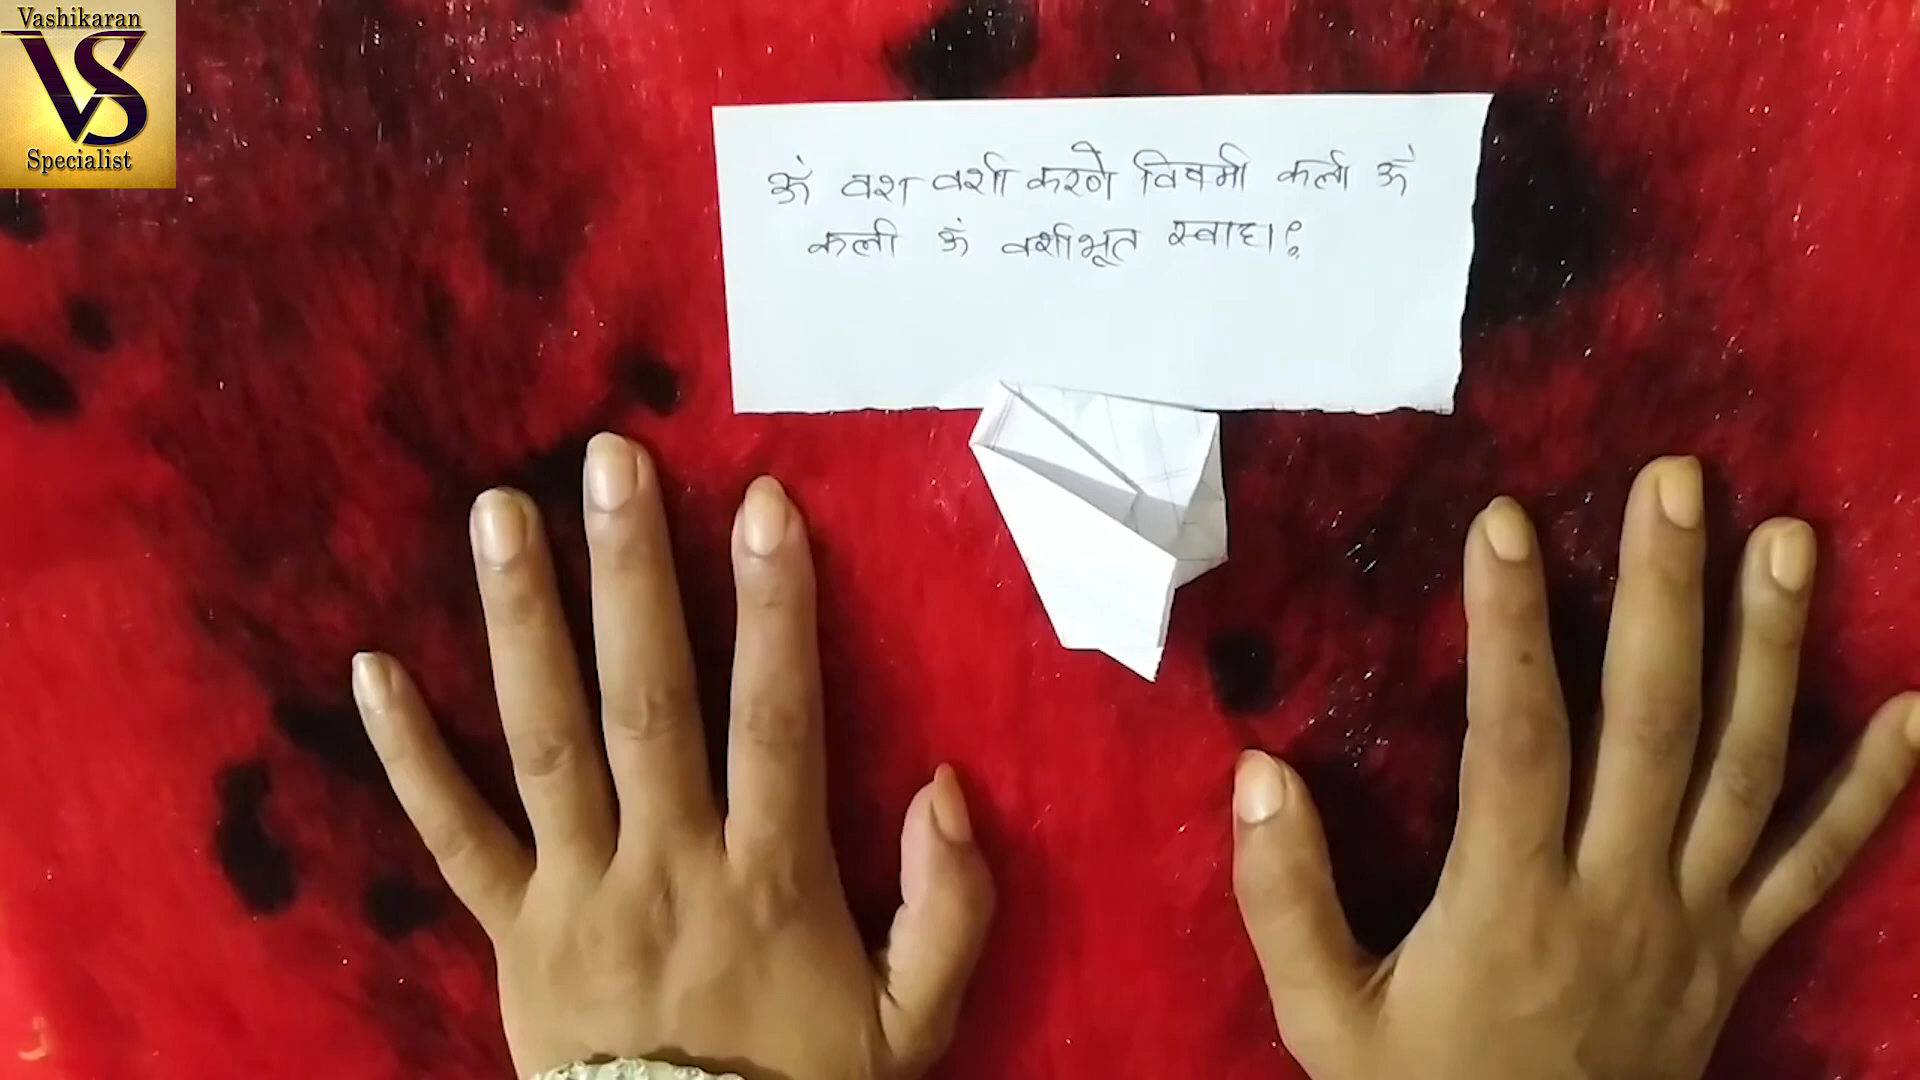 Vashikaran
VS
Specialist
ॐ वश वशी करणे विषमी कली ॐ
कली ॐ वशीभूत स्वाहा।